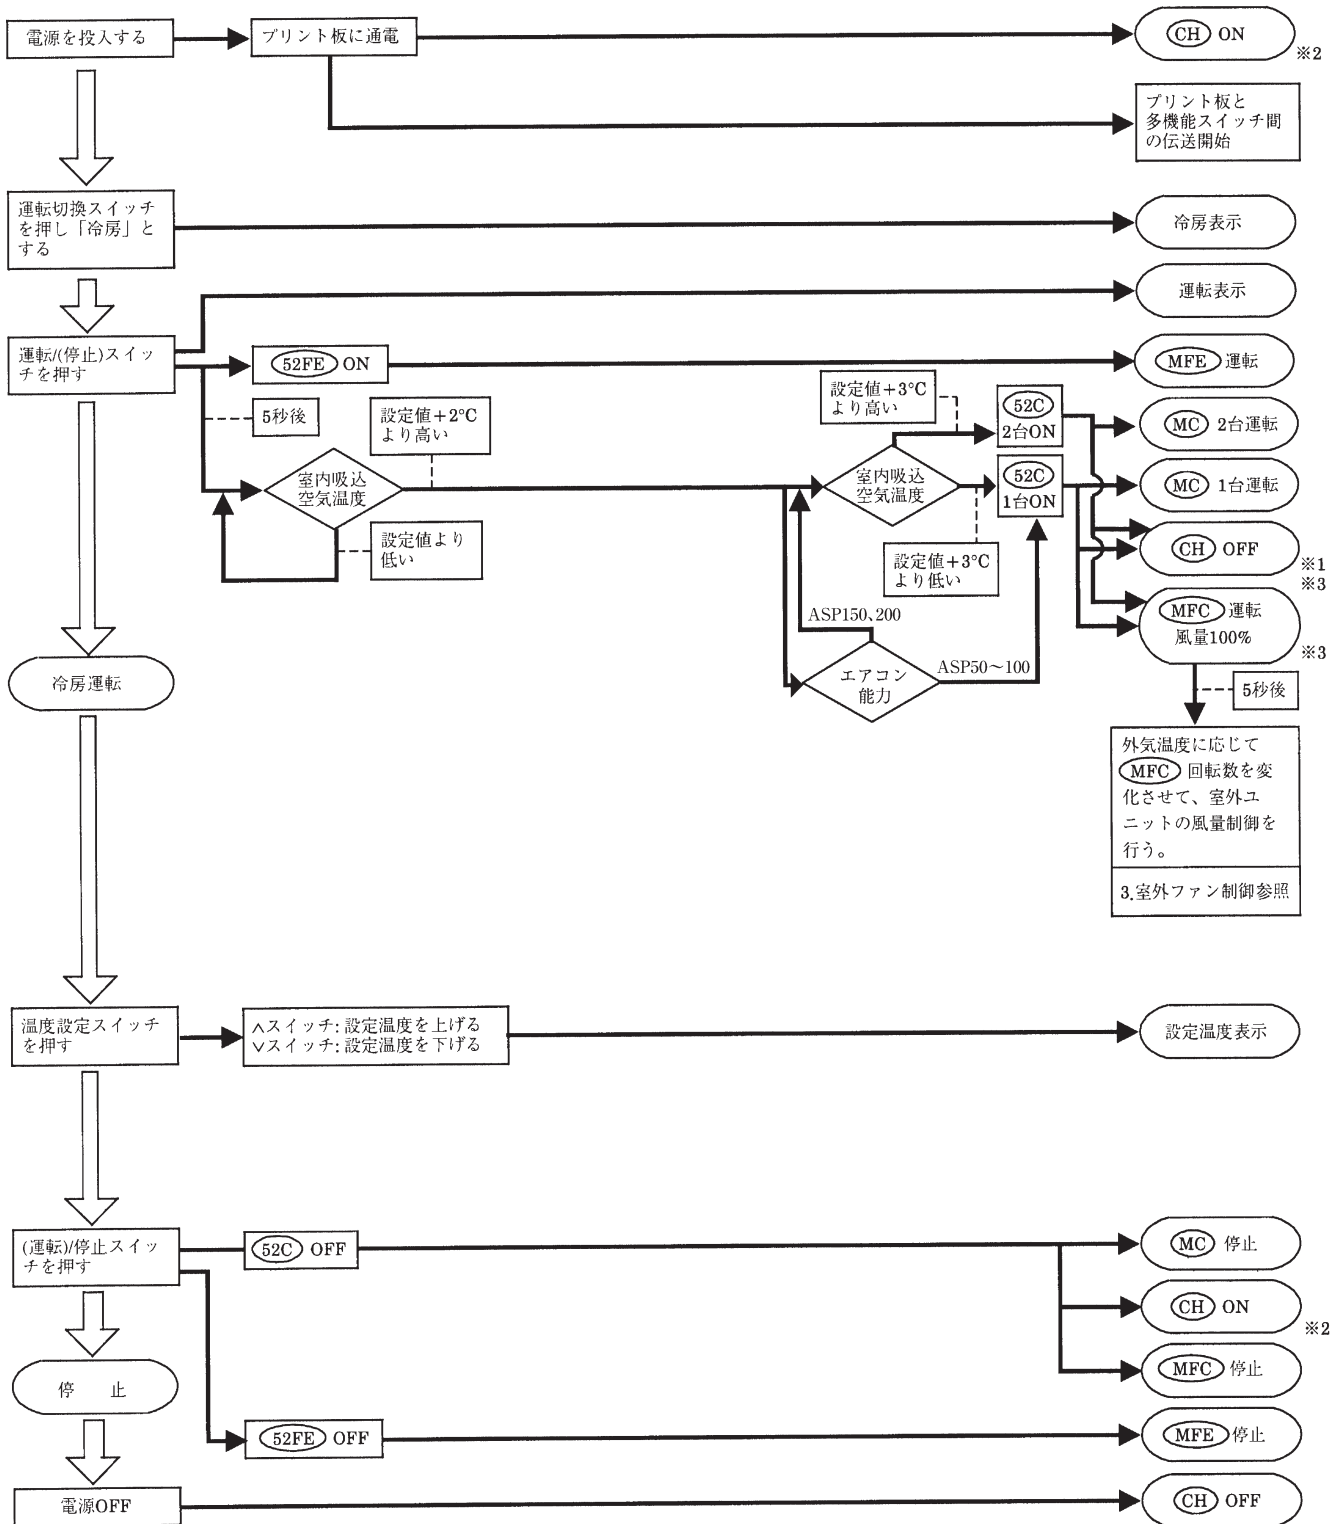 電源を投入する
プリント板に通電
CH ON
※2
プリント板と
多機能スイッチ間
の伝送開始
運転切換スイッチ
を押し「冷房」と
する
冷房表示
運転表示
運転/(停止)スイッ
チを押す
52FE ON
MFE 運転
5秒後
設定値+2℃
より高い
設定値+3℃
より高い
52C
2台ON
MC 2台運転
室内吸込
空気温度
室内吸込
空気温度
52C
1台ON
MC 1台運転
設定値より
低い
設定値+3℃
より低い
CH OFF
※1
※3
ASP150、200
MFC 運転
風量100%
※3
エアコン
能力
ASP50〜100
冷房運転
5秒後
外気温度に応じて
MFC 回転数を変
化させて、室外ユ
ニットの風量制御を
行う。
3.室外ファン制御参照
温度設定スイッチ
を押す
∧スイッチ:設定温度を上げる
∨スイッチ:設定温度を下げる
設定温度表示
(運転)/停止スイッ
チを押す
52C OFF
MC 停止
CH ON
※2
MFC 停止
停 止
52FE OFF
MFE 停止
電源OFF
CH OFF